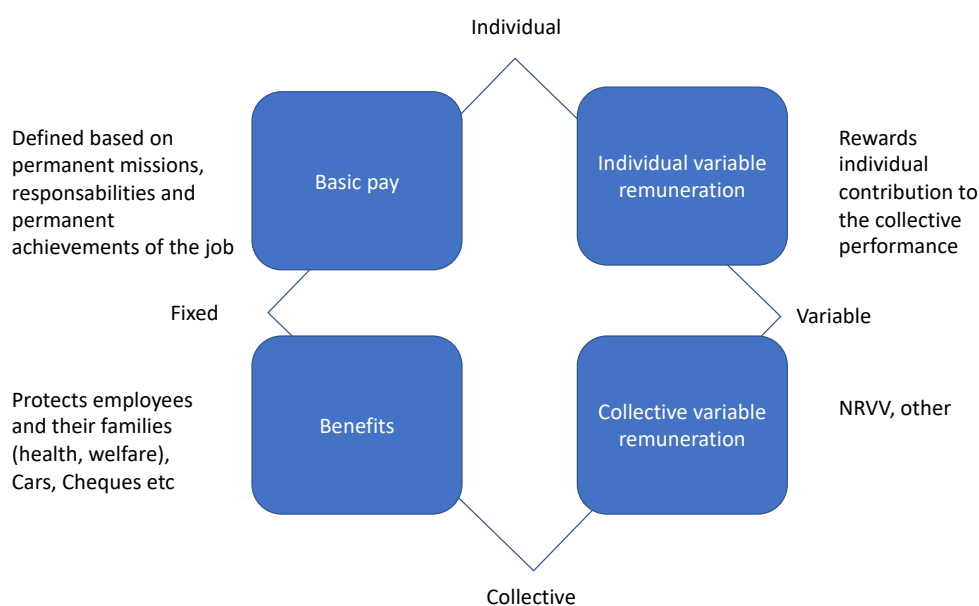 Individual
Defined based on
permanent missions,
responsabilities and
permanent
achievements of the job
Basic pay
Individual variable
remuneration
Rewards
individual
contribution to
the collective
performance
Fixed
Variable
Protects employees
and their families
(health, welfare),
Cars, Cheques etc
Benefits
Collective variable
remuneration
NRVV, other
Collective